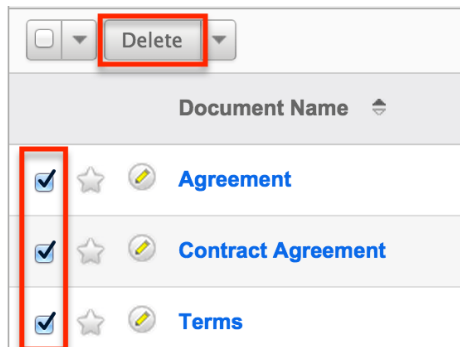 Delete
Document Name
Agreement
Contract Agreement
Terms